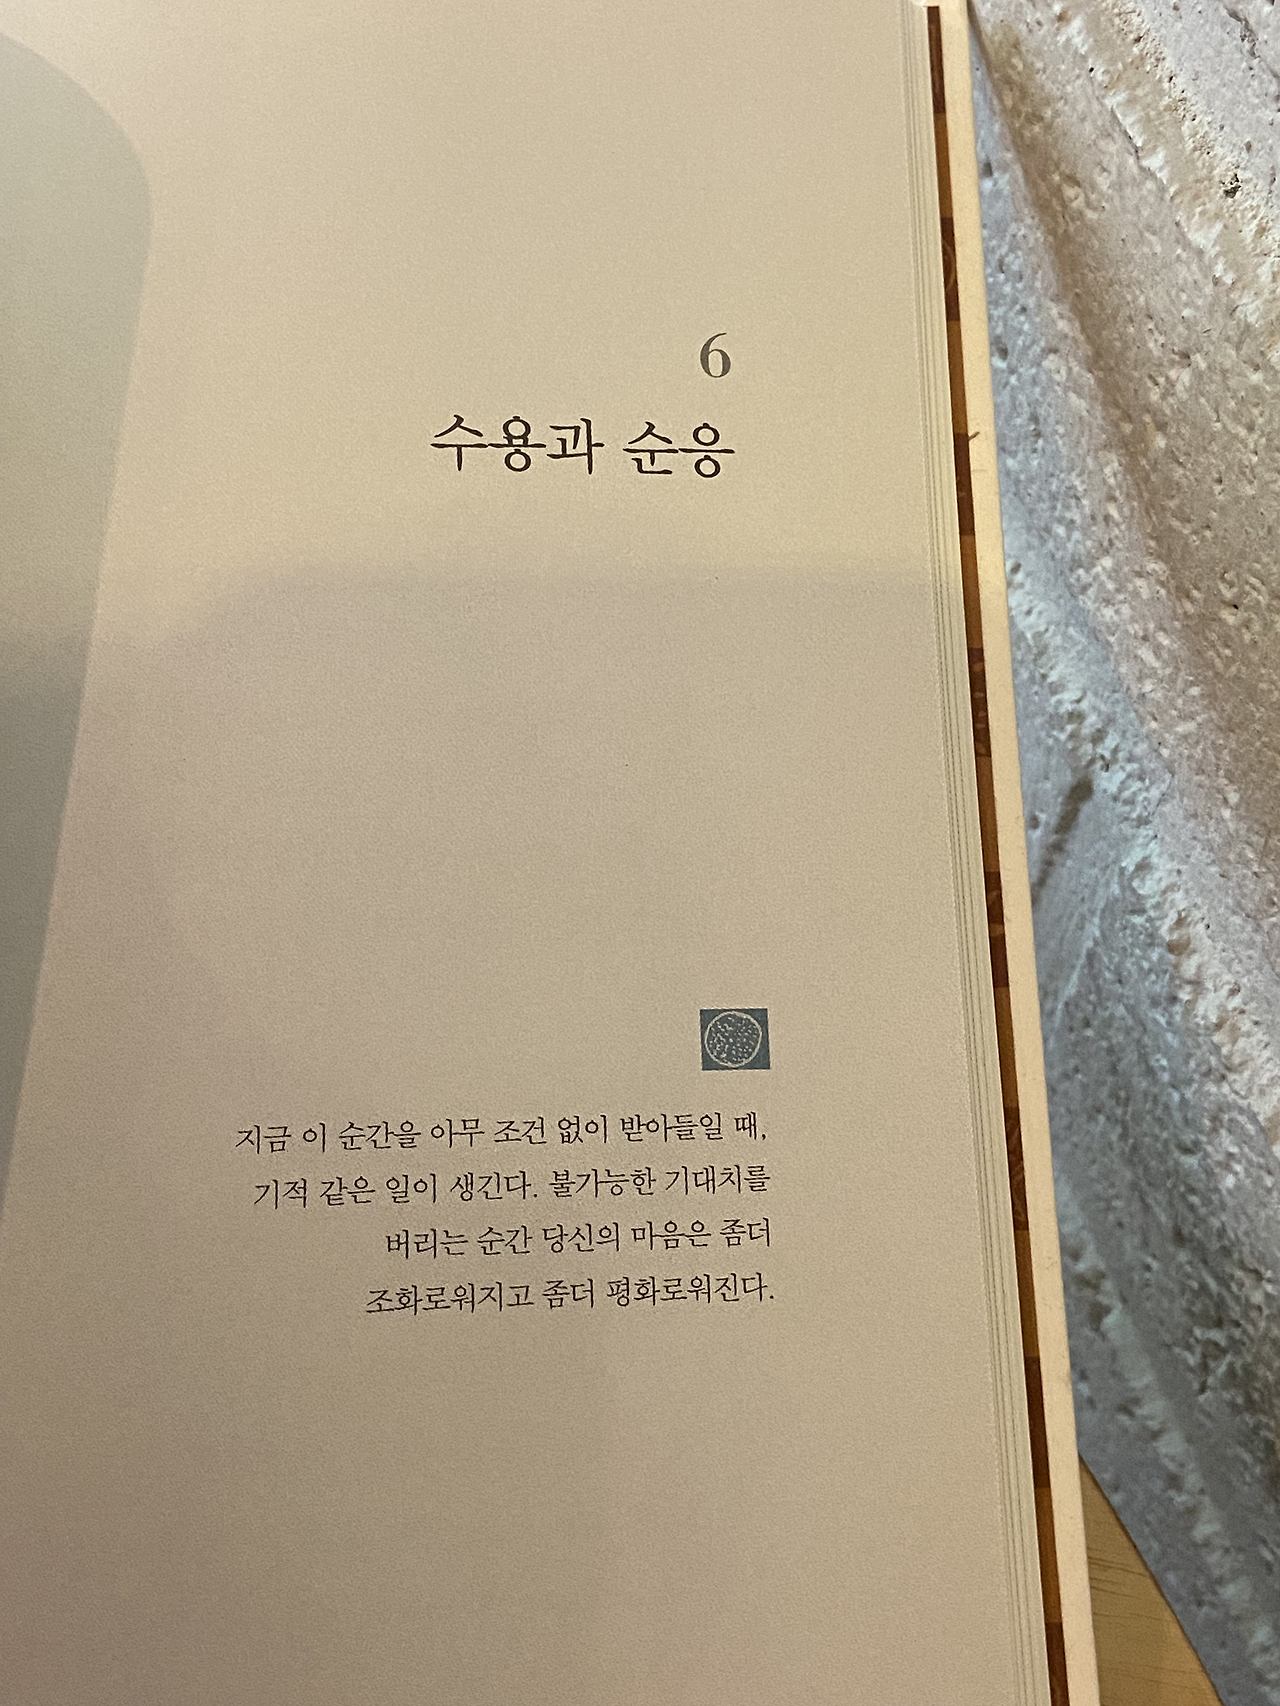 6
수용과 순응
지금 이 순간을 아무 조건 없이 받아들일 때,
기적 같은 일이 생긴다. 불가능한 기대치를
버리는 순간 당신의 마음은 좀더
조화로워지고 좀더 평화로워진다.